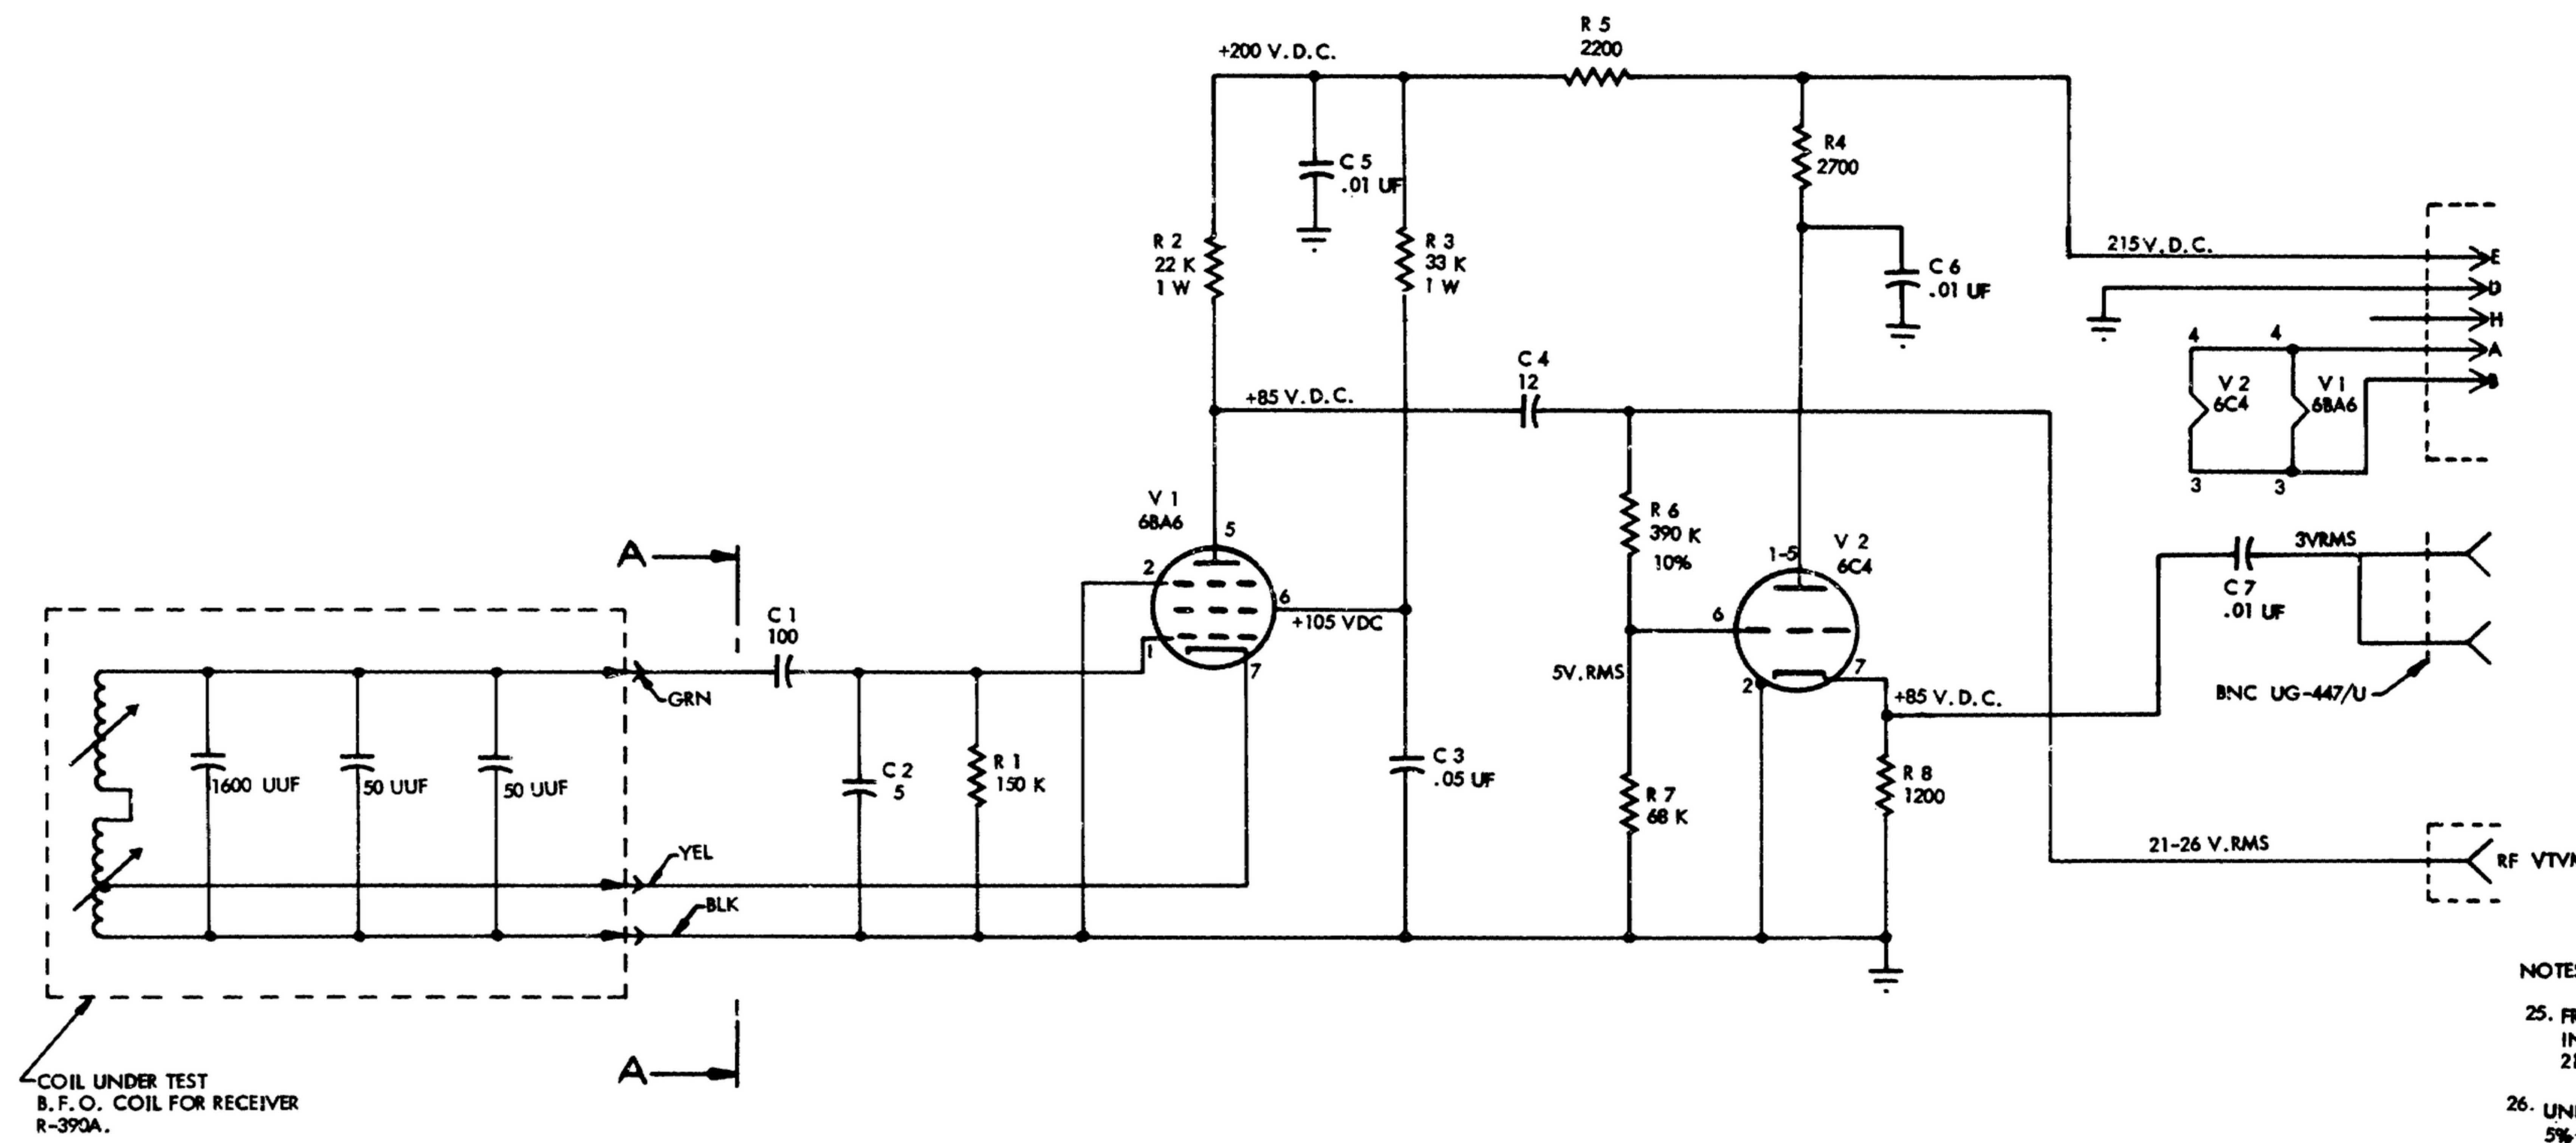 R 5
2200
+200 V.D.C.
C 5
.01 UF
R4
2700
R 2
22 K
1 W
R 3
33 K
1 W
C 6
.01 UF
215 V.D.C.
E
D
H
A
B
4
4
V 2
6C4
V 1
6BA6
3
3
C 4
12
+85 V.D.C.
V 1
6BA6
5
2
6
+105 VDC
1
7
R 6
390 K
10%
1-5
V 2
6C4
6
5V.RMS
2
7
+85 V.D.C.
3VRMS
C 7
.01 UF
BNC UG-447/U
A
C 1
100
GRN
1600 UUF
50 UUF
50 UUF
C 2
5
R 1
150 K
C 3
.05 UF
R 7
68 K
R 8
1200
YEL
BLK
21-26 V.RMS
RF VTVM
A
COIL UNDER TEST
B.F.O. COIL FOR RECEIVER
R-390A.
NOTES
25.
26.
5%